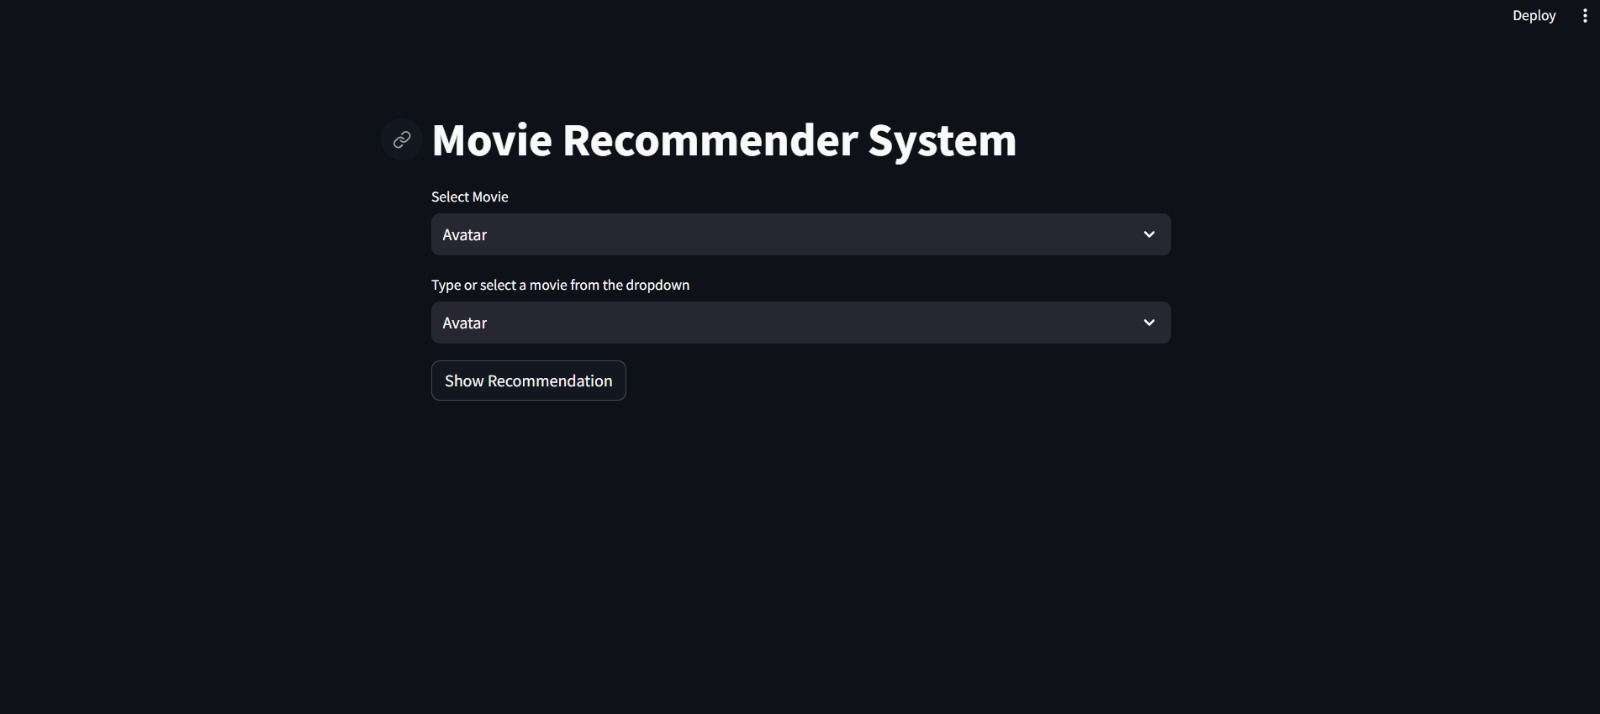 Deploy
Movie Recommender System
Select Movie
Avatar
Type or select a movie from the dropdown
Avatar
Show Recommendation